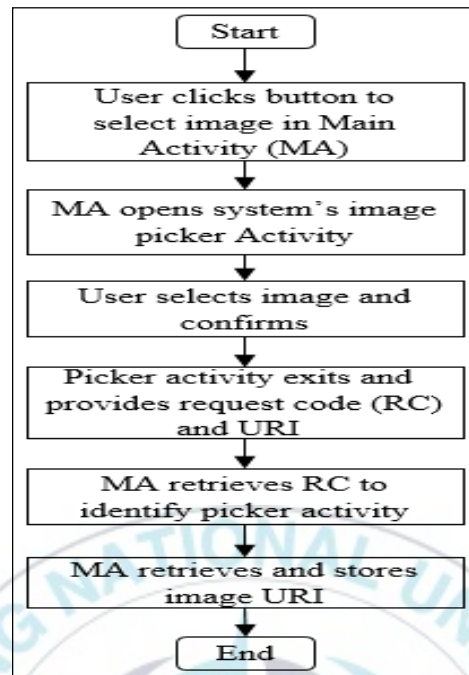 Start
User clicks button to
select image in Main
Activity (MA)
MA opens system's image
picker Activity
User selects image and
confirms
Picker activity exits and
provides request code (RC)
and URI
MA retrieves RC to
identify picker activity
MA retrieves and stores
image URI
End
NATIONAL